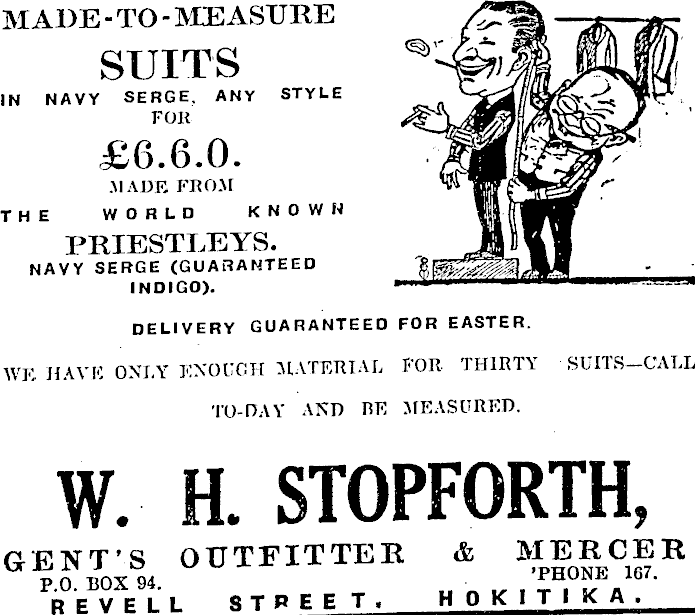 MADE-TO-MEASURE
SUITS
IN NAVY SERGE, ANY STYLE
FOR
£6.6.0.
MADE FROM
THE WORLD KNOWN
PRIESTLEYS.
NAVY SERGE (GUARANTEED
INDIGO).
DELIVERY GUARANTEED FOR EASTER.
WE HAVE ONLY ENOUGH MATERIAL FOR THIRTY SUITS—CALL
TO-DAY AND BE MEASURED.
W. H. STOPFORTH,
GENT'S OUTFITTER & MERCER
P.O. BOX 94. 'PHONE 167.
REVELL STREET, HOKITIKA.